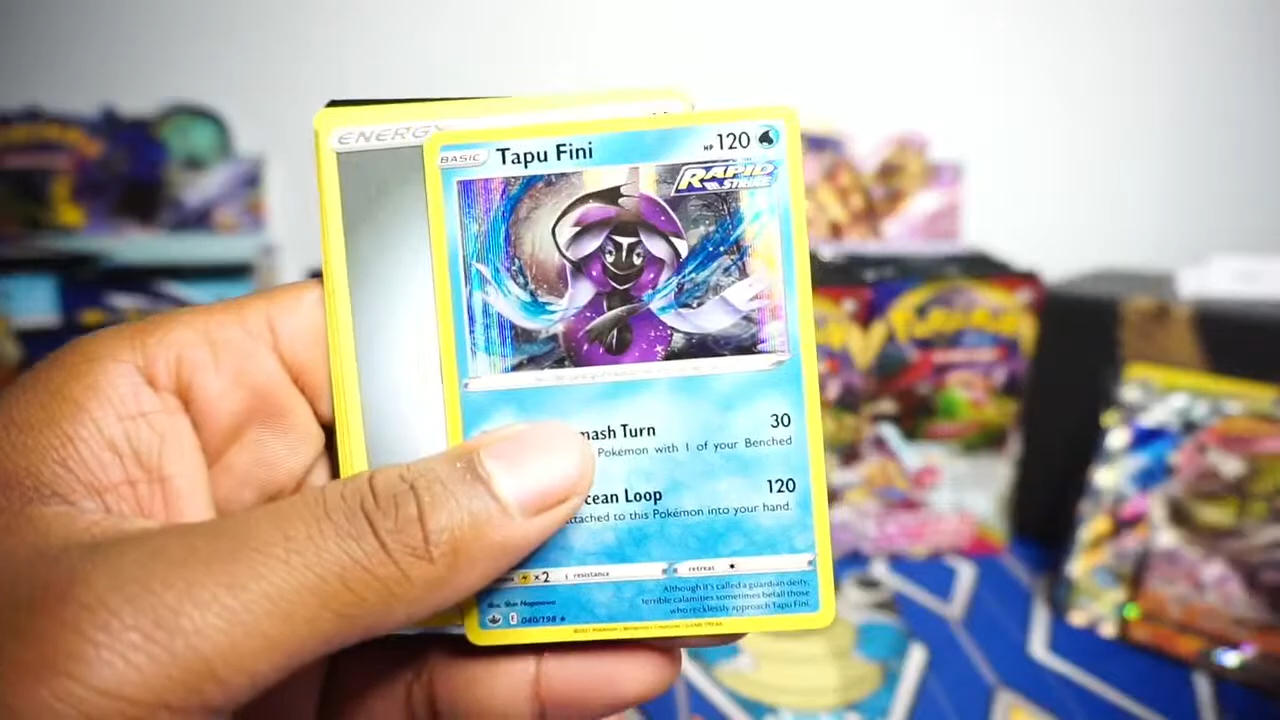 ENERGY
BASIC Tapu Fini HP 120
RAPID
STRIKE
mash Turn 30
Pokémon with 1 of your Benched
cean Loop 120
attached to this Pokémon into your hand.
x2 resistance retreat
Although it's called a guardian deity,
terrible calamities sometimes befall those
who recklessly approach Tapu Fini.
E 040/198 ★
Pokémon